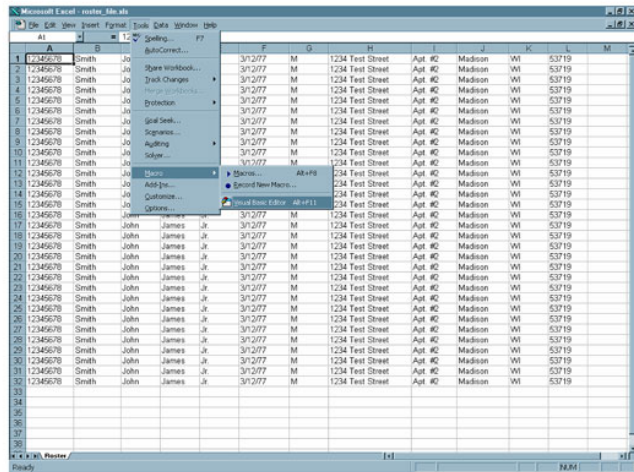 Microsoft Excel - roster_file.xls
File Edit View Insert Format Tools Data Window Help
A1 = 12
Spelling... F7
AutoCorrect...
Share Workbook...
Track Changes
Merge Workbooks...
Protection
Goal Seek...
Scenarios...
Auditing
Solver...
Macro
Add-Ins...
Customize...
Options...
Macros... Alt+F8
Record New Macro...
Visual Basic Editor Alt+F11
A B F G H I J K L M
1 12345678 Smith Jo 3/12/77 M 1234 Test Street Apt. #2 Madison WI 53719
2 12345678 Smith Jo 3/12/77 M 1234 Test Street Apt. #2 Madison WI 53719
3 12345678 Smith Jo 3/12/77 M 1234 Test Street Apt. #2 Madison WI 53719
4 12345678 Smith Jo 3/12/77 M 1234 Test Street Apt. #2 Madison WI 53719
5 12345678 Smith Jo 3/12/77 M 1234 Test Street Apt. #2 Madison WI 53719
6 12345678 Smith Jo 3/12/77 M 1234 Test Street Apt. #2 Madison WI 53719
7 12345678 Smith Jo 3/12/77 M 1234 Test Street Apt. #2 Madison WI 53719
8 12345678 Smith Jo 3/12/77 M 1234 Test Street Apt. #2 Madison WI 53719
9 12345678 Smith Jo 3/12/77 M 1234 Test Street Apt. #2 Madison WI 53719
10 12345678 Smith Jo 3/12/77 M 1234 Test Street Apt. #2 Madison WI 53719
11 12345678 Smith Jo 3/12/77 M 1234 Test Street Apt. #2 Madison WI 53719
12 12345678 Smith Jo Madison WI 53719
13 12345678 Smith Jo Madison WI 53719
14 12345678 Smith Jo Madison WI 53719
15 12345678 Smith Jo Madison WI 53719
16 12345678 Smith John James Jr. 3/12/77 M 1234 Test Street Apt. #2 Madison WI 53719
17 12345678 Smith John James Jr. 3/12/77 M 1234 Test Street Apt. #2 Madison WI 53719
18 12345678 Smith John James Jr. 3/12/77 M 1234 Test Street Apt. #2 Madison WI 53719
19 12345678 Smith John James Jr. 3/12/77 M 1234 Test Street Apt. #2 Madison WI 53719
20 12345678 Smith John James Jr. 3/12/77 M 1234 Test Street Apt. #2 Madison WI 53719
21 12345678 Smith John James Jr. 3/12/77 M 1234 Test Street Apt. #2 Madison WI 53719
22 12345678 Smith John James Jr. 3/12/77 M 1234 Test Street Apt. #2 Madison WI 53719
23 12345678 Smith John James Jr. 3/12/77 M 1234 Test Street Apt. #2 Madison WI 53719
24 12345678 Smith John James Jr. 3/12/77 M 1234 Test Street Apt. #2 Madison WI 53719
25 12345678 Smith John James Jr. 3/12/77 M 1234 Test Street Apt. #2 Madison WI 53719
26 12345678 Smith John James Jr. 3/12/77 M 1234 Test Street Apt. #2 Madison WI 53719
27 12345678 Smith John James Jr. 3/12/77 M 1234 Test Street Apt. #2 Madison WI 53719
28 12345678 Smith John James Jr. 3/12/77 M 1234 Test Street Apt. #2 Madison WI 53719
29 12345678 Smith John James Jr. 3/12/77 M 1234 Test Street Apt. #2 Madison WI 53719
30 12345678 Smith John James Jr. 3/12/77 M 1234 Test Street Apt. #2 Madison WI 53719
31 12345678 Smith John James Jr. 3/12/77 M 1234 Test Street Apt. #2 Madison WI 53719
32 12345678 Smith John James Jr. 3/12/77 M 1234 Test Street Apt. #2 Madison WI 53719
33
34
35
36
37
38
Roster
Ready NUM